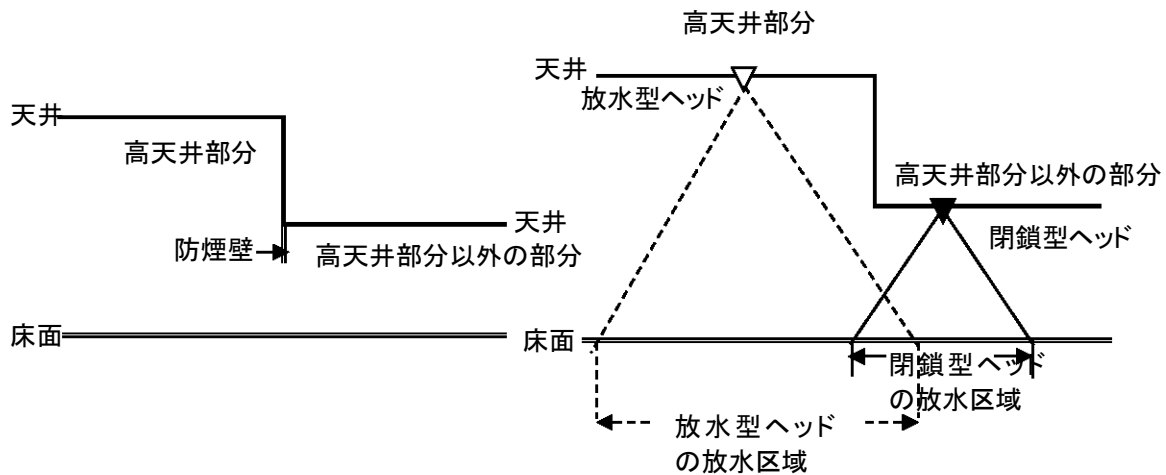 天井
高天井部分
天井
防煙壁
高天井部分以外の部分
床面
高天井部分
天井
放水型ヘッド
高天井部分以外の部分
閉鎖型ヘッド
床面
閉鎖型ヘッド
の放水区域
放水型ヘッド
の放水区域